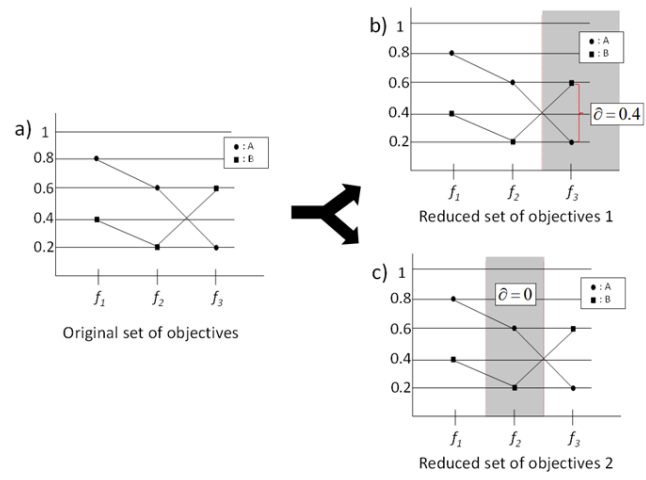 a)
1
0.8
0.6
0.4
0.2
: A
: B
f1 f2 f3
Original set of objectives
b)
1
0.8
0.6
0.4
0.2
: A
: B
∂ = 0.4
f1 f2 f3
Reduced set of objectives 1
c)
1
0.8
0.6
0.4
0.2
∂ = 0
: A
: B
f1 f2 f3
Reduced set of objectives 2